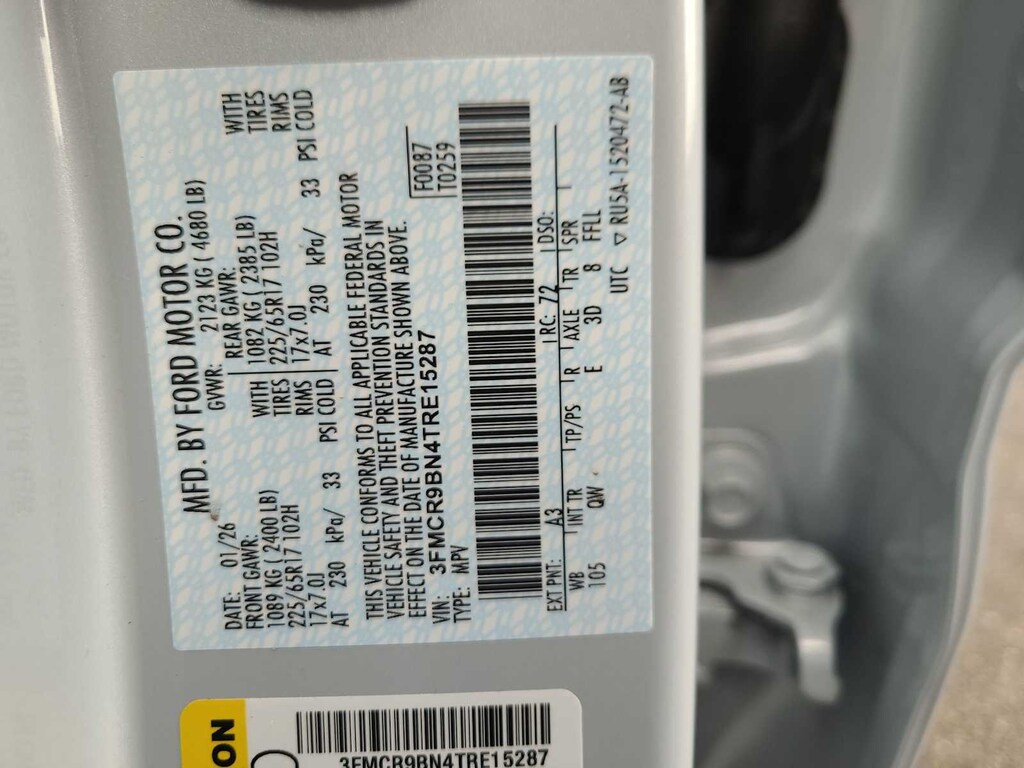 MFD. BY FORD MOTOR CO.
DATE: 01/26 GVWR: 2123 KG ( 4680 LB)
FRONT GAWR: REAR GAWR:
1089 KG ( 2400 LB) WITH 1082 KG ( 2385 LB) WITH
225/65R17 102H TIRES 225/65R17 102H TIRES
17x7.0J RIMS 17x7.0J RIMS
AT 230 kPa/ 33 PSI COLD AT 230 kPa/ 33 PSI COLD
THIS VEHICLE CONFORMS TO ALL APPLICABLE FEDERAL MOTOR
VEHICLE SAFETY AND THEFT PREVENTION STANDARDS IN
EFFECT ON THE DATE OF MANUFACTURE SHOWN ABOVE.
F0087
T0259
VIN: 3FMCR9BN4TRE15287
TYPE: MPV
EXT PNT: A3 RC: 72 DSO:
WB INT TR TP/PS R AXLE TR SPR
105 QW E 3D 8 FFLL
UTC ▽ RU5A-1520472-AB
ON
3FMCR9BN4TRE15287